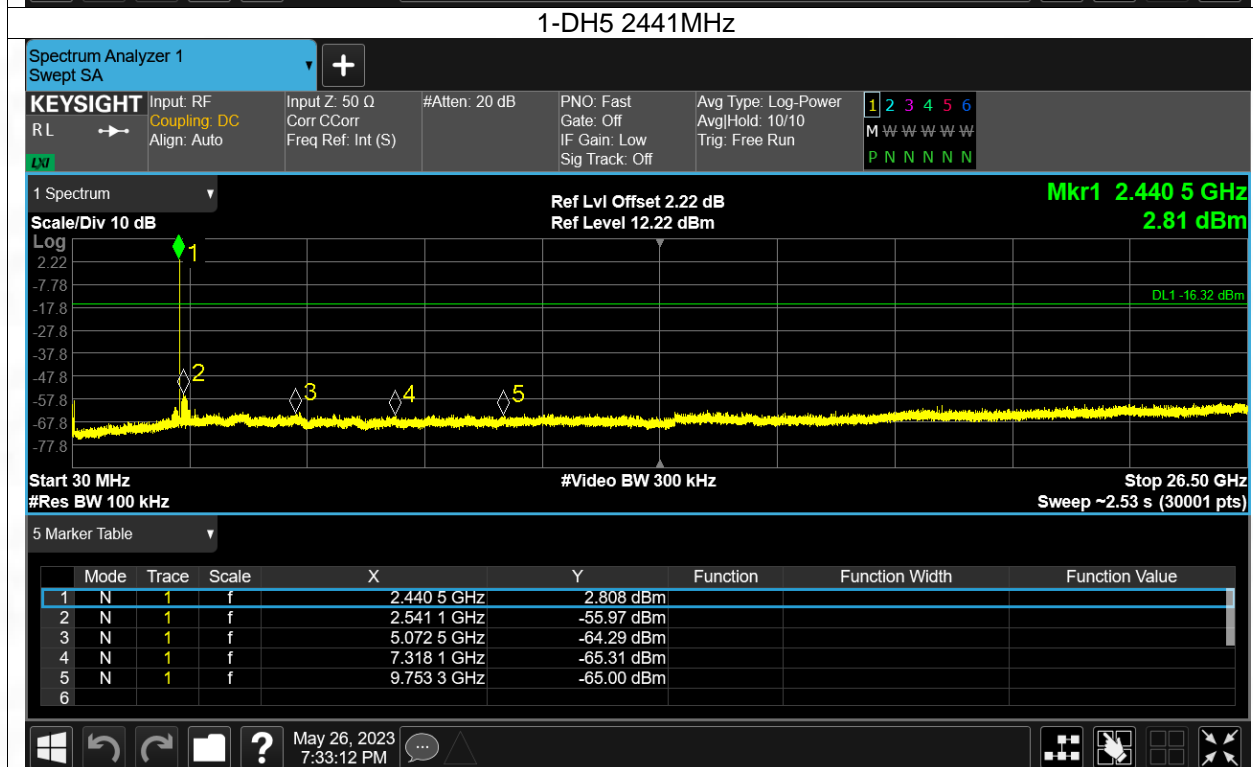 1-DH5 2441MHz
Spectrum Analyzer 1
Swept SA
KEYSIGHT Input: RF Input Z: 50 Ω #Atten: 20 dB PNO: Fast Avg Type: Log-Power 1 2 3 4 5 6
RL Coupling: DC Corr CCorr Gate: Off Avg|Hold: 10/10 M W W W W W
Align: Auto Freq Ref: Int (S) IF Gain: Low Trig: Free Run
LXI Sig Track: Off P N N N N N
1 Spectrum Ref Lvl Offset 2.22 dB Mkr1 2.440 5 GHz
Scale/Div 10 dB Ref Level 12.22 dBm 2.81 dBm
Log
1
2.22
-7.78
DL1 -16.32 dBm
-17.8
-27.8
-37.8
-47.8 2
-57.8 3 4 5
-67.8
-77.8
Start 30 MHz #Video BW 300 kHz Stop 26.50 GHz
#Res BW 100 kHz Sweep ~2.53 s (30001 pts)
5 Marker Table
Mode Trace Scale X Y Function Function Width Function Value
1 N 1 f 2.440 5 GHz 2.808 dBm
2 N 1 f 2.541 1 GHz -55.97 dBm
3 N 1 f 5.072 5 GHz -64.29 dBm
4 N 1 f 7.318 1 GHz -65.31 dBm
5 N 1 f 9.753 3 GHz -65.00 dBm
6
? May 26, 2023
7:33:12 PM